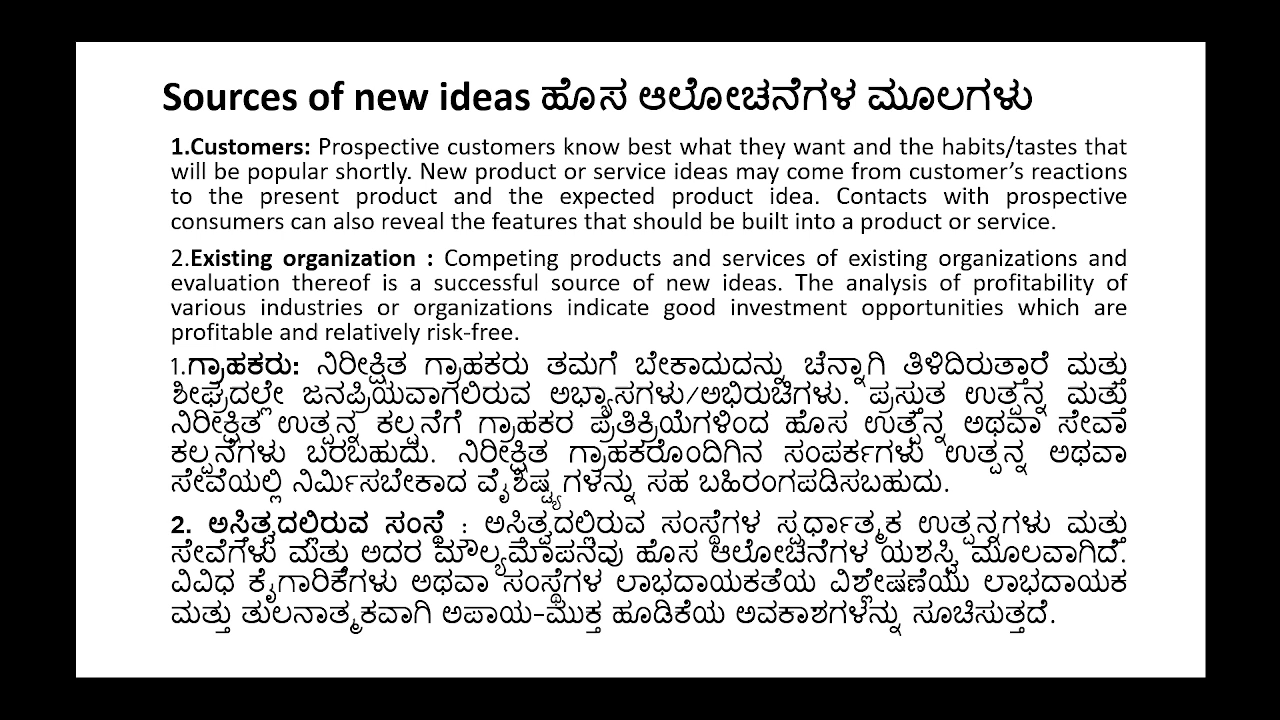 Sources of new ideas ಹೊಸ ಆಲೋಚನೆಗಳ ಮೂಲಗಳು
1.Customers: Prospective customers know best what they want and the habits/tastes that
will be popular shortly. New product or service ideas may come from customer’s reactions
to the present product and the expected product idea. Contacts with prospective
consumers can also reveal the features that should be built into a product or service.
2.Existing organization : Competing products and services of existing organizations and
evaluation thereof is a successful source of new ideas. The analysis of profitability of
various industries or organizations indicate good investment opportunities which are
profitable and relatively risk-free.
1.ಗ್ರಾಹಕರು: ನಿರೀಕ್ಷಿತ ಗ್ರಾಹಕರು ತಮಗೆ ಬೇಕಾದುದನ್ನು ಚೆನ್ನಾಗಿ ತಿಳಿದಿರುತ್ತಾರೆ ಮತ್ತು
ಶೀಘ್ರದಲ್ಲೇ ಜನಪ್ರಿಯವಾಗಲಿರುವ ಅಭ್ಯಾಸಗಳು/ಅಭಿರುಚಿಗಳು. ಪ್ರಸ್ತುತ ಉತ್ಪನ್ನ ಮತ್ತು
ನಿರೀಕ್ಷಿತ ಉತ್ಪನ್ನ ಕಲ್ಪನೆಗೆ ಗ್ರಾಹಕರ ಪ್ರತಿಕ್ರಿಯೆಗಳಿಂದ ಹೊಸ ಉತ್ಪನ್ನ ಅಥವಾ ಸೇವಾ
ಕಲ್ಪನೆಗಳು ಬರಬಹುದು. ನಿರೀಕ್ಷಿತ ಗ್ರಾಹಕರೊಂದಿಗಿನ ಸಂಪರ್ಕಗಳು ಉತ್ಪನ್ನ ಅಥವಾ
ಸೇವೆಯಲ್ಲಿ ನಿರ್ಮಿಸಬೇಕಾದ ವೈಶಿಷ್ಟ್ಯಗಳನ್ನು ಸಹ ಬಹಿರಂಗಪಡಿಸಬಹುದು.
2. ಅಸ್ತಿತ್ವದಲ್ಲಿರುವ ಸಂಸ್ಥೆ : ಅಸ್ತಿತ್ವದಲ್ಲಿರುವ ಸಂಸ್ಥೆಗಳ ಸ್ಪರ್ಧಾತ್ಮಕ ಉತ್ಪನ್ನಗಳು ಮತ್ತು
ಸೇವೆಗಳು ಮತ್ತು ಅದರ ಮೌಲ್ಯಮಾಪನವು ಹೊಸ ಆಲೋಚನೆಗಳ ಯಶಸ್ವಿ ಮೂಲವಾಗಿದೆ.
ವಿವಿಧ ಕೈಗಾರಿಕೆಗಳು ಅಥವಾ ಸಂಸ್ಥೆಗಳ ಲಾಭದಾಯಕತೆಯ ವಿಶ್ಲೇಷಣೆಯು ಲಾಭದಾಯಕ
ಮತ್ತು ತುಲನಾತ್ಮಕವಾಗಿ ಅಪಾಯ-ಮುಕ್ತ ಹೂಡಿಕೆಯ ಅವಕಾಶಗಳನ್ನು ಸೂಚಿಸುತ್ತದೆ.